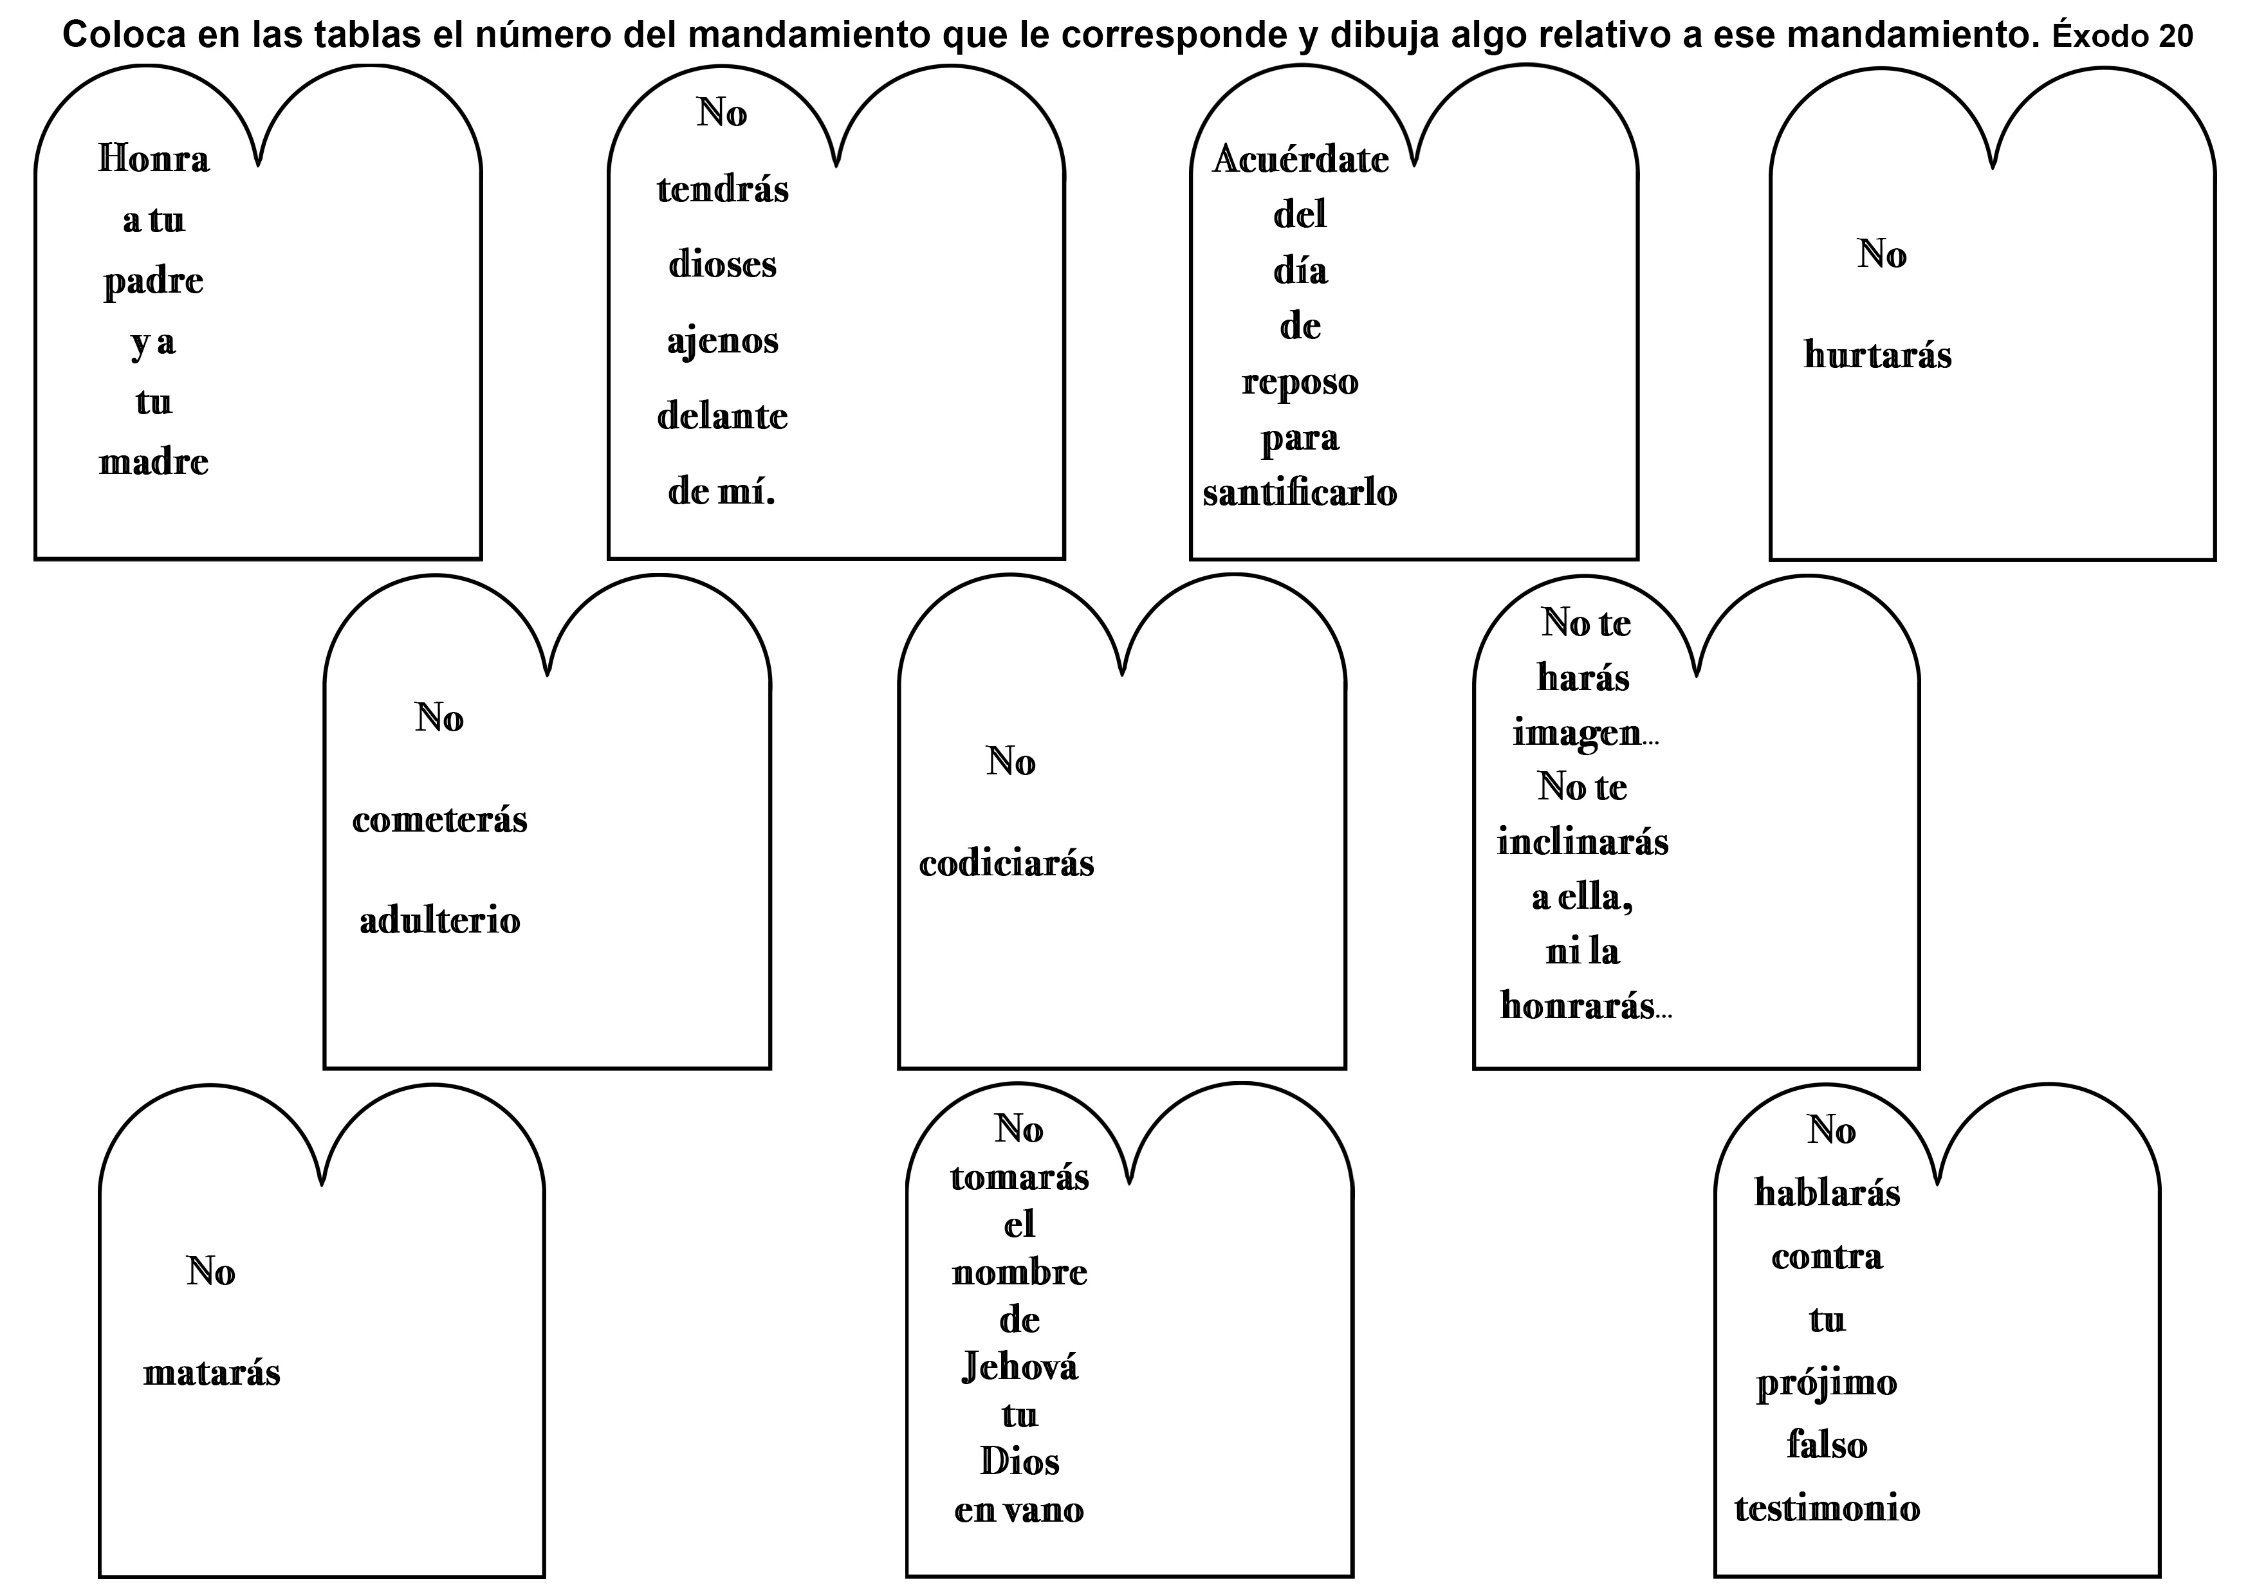 Coloca en las tablas el número del mandamiento que le corresponde y dibuja algo relativo a ese mandamiento. Éxodo 20
Honra
a tu
padre
y a
tu
madre
No
tendrás
dioses
ajenos
delante
de mí.
Acuérdate
del
día
de
reposo
para
santificarlo
No
hurtarás
No
cometerás
adulterio
No
codiciarás
No te
harás
imagen...
No te
inclinarás
a ella,
ni la
honrarás...
No
matarás
No
tomarás
el
nombre
de
Jehová
tu
Dios
en vano
No
hablarás
contra
tu
prójimo
falso
testimonio